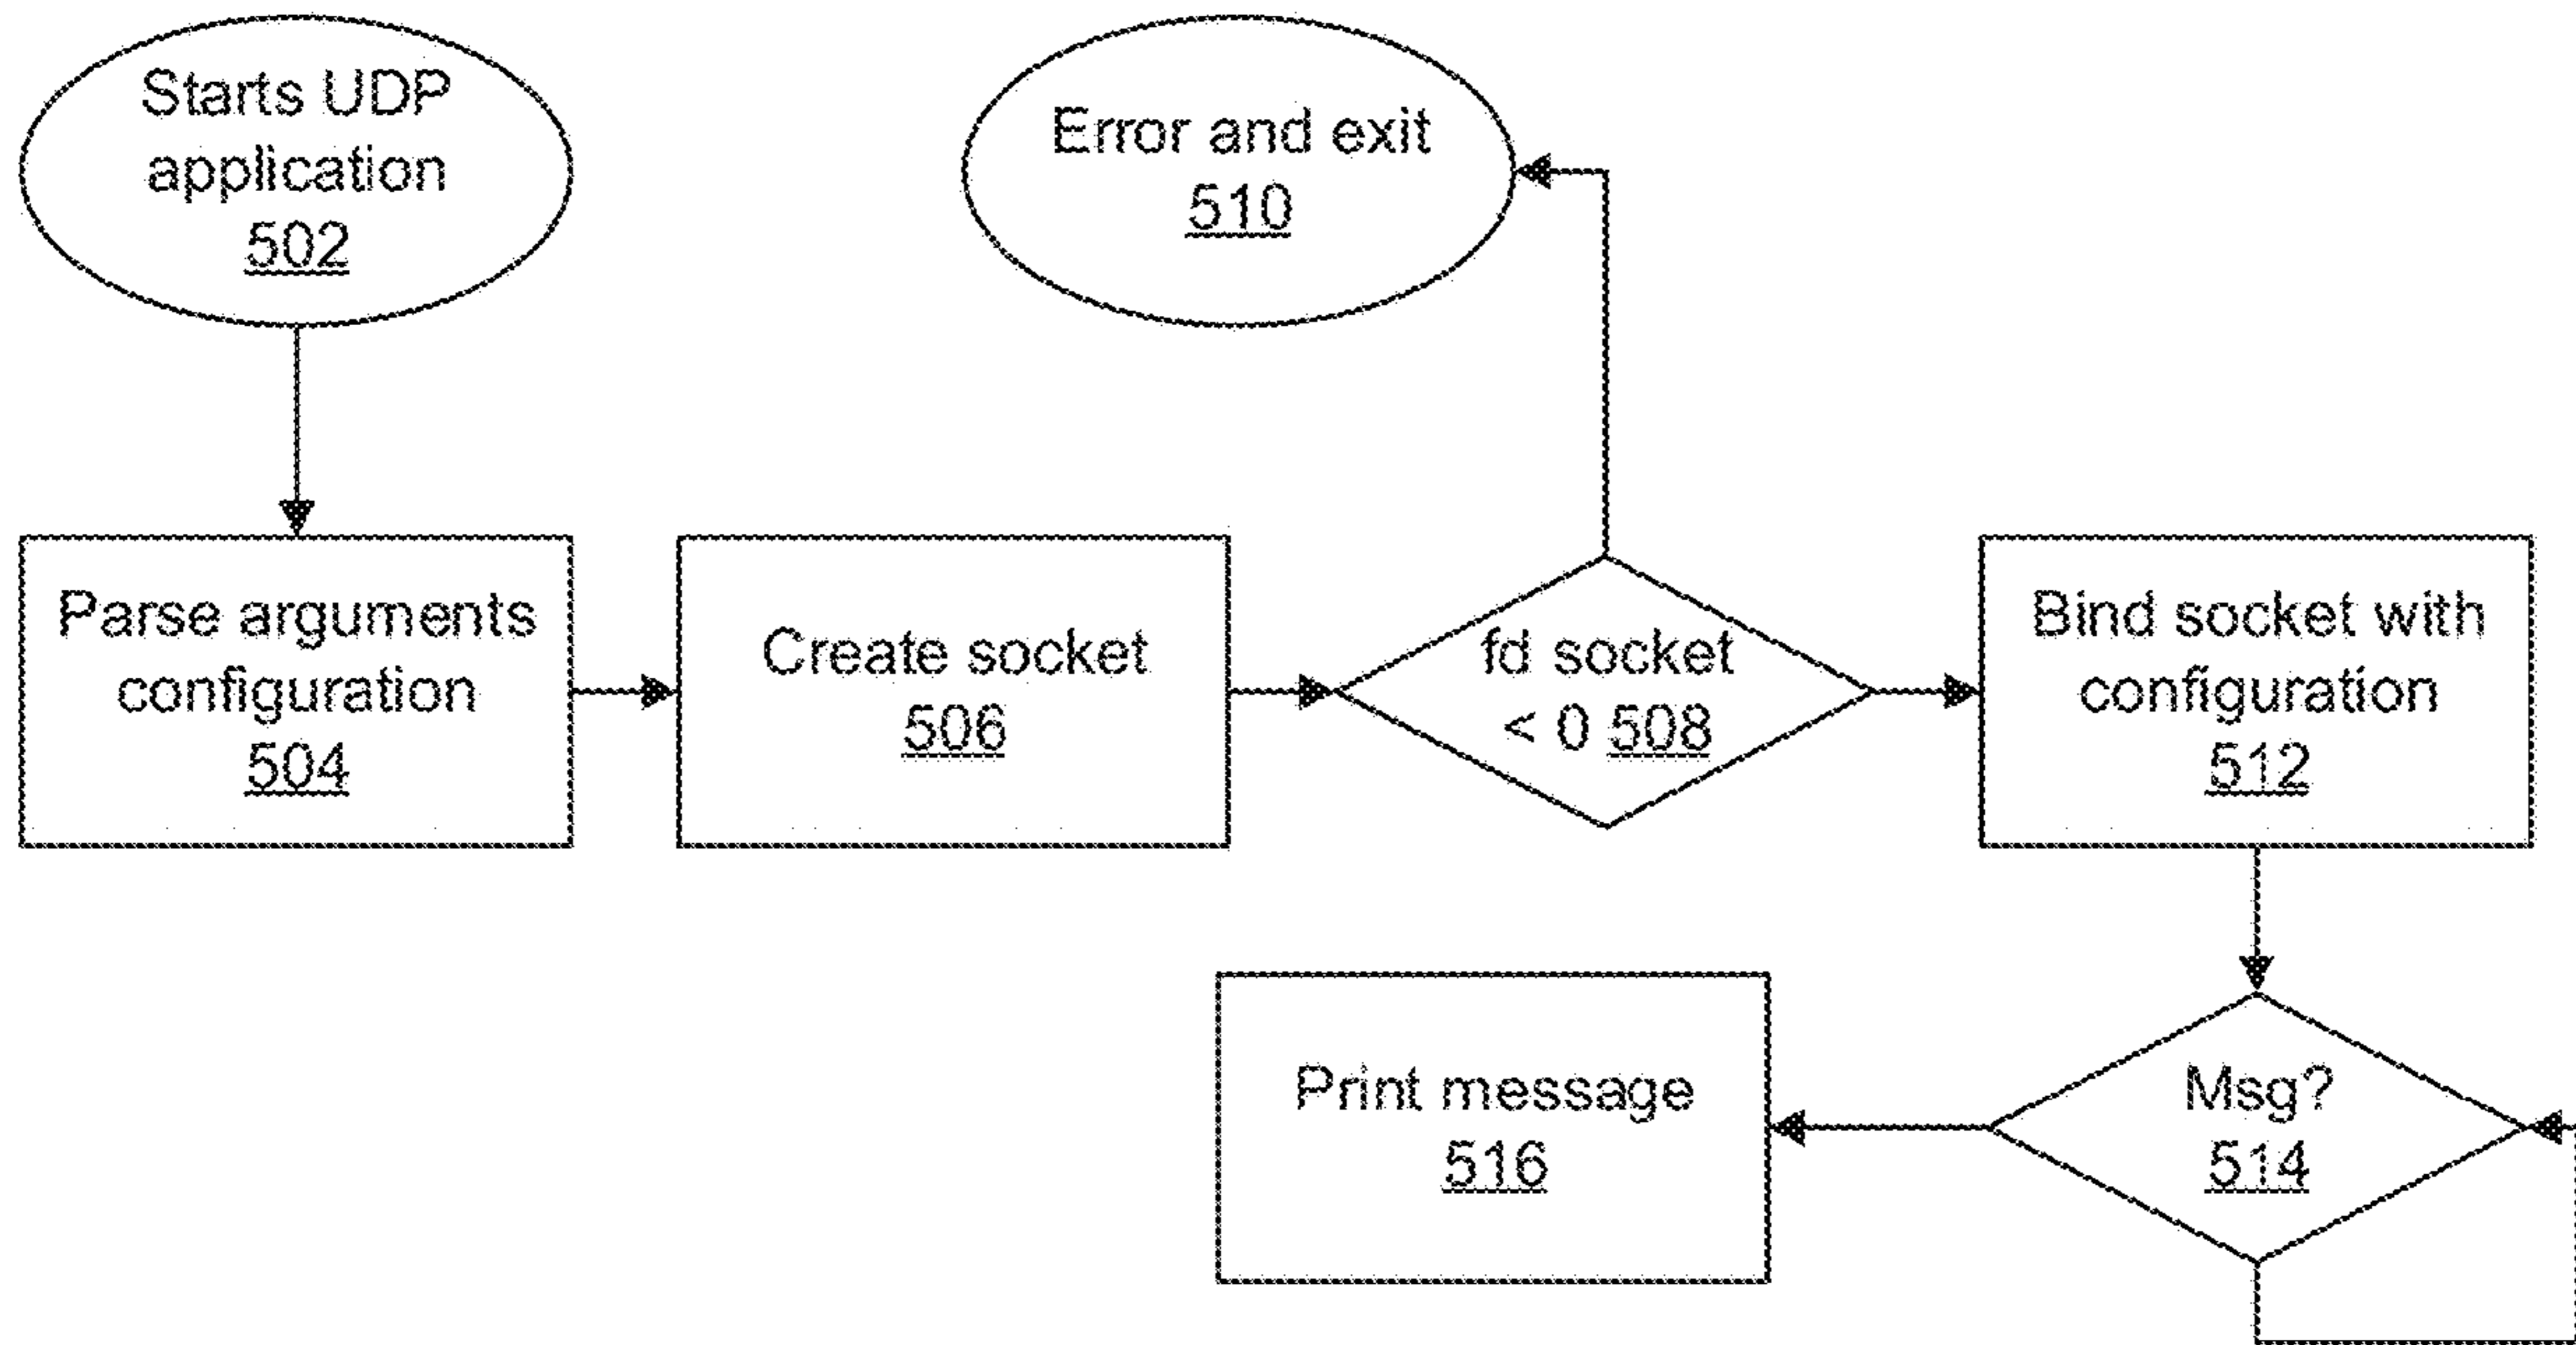 Starts UDP
application
502
Error and exit
510
Parse arguments
configuration
504
Create socket
506
fd socket
< 0 508
Bind socket with
configuration
512
Print message
516
Msg?
514